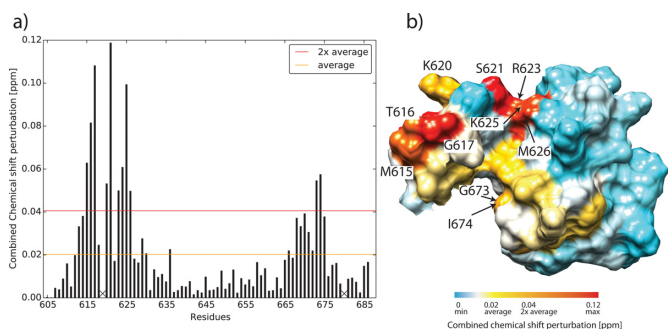 a)
0.12
0.10
0.08
0.06
0.04
0.02
0.00
Combined Chemical shift perturbation [ppm]
2x average
average
605 615 625 635 645 655 665 675 685
Residues
b)
K620
S621
R623
T616
K625
G617
M626
M615
G673
I674
0 0.02 0.04 0.12
min average 2x average max
Combined chemical shift perturbation [ppm]